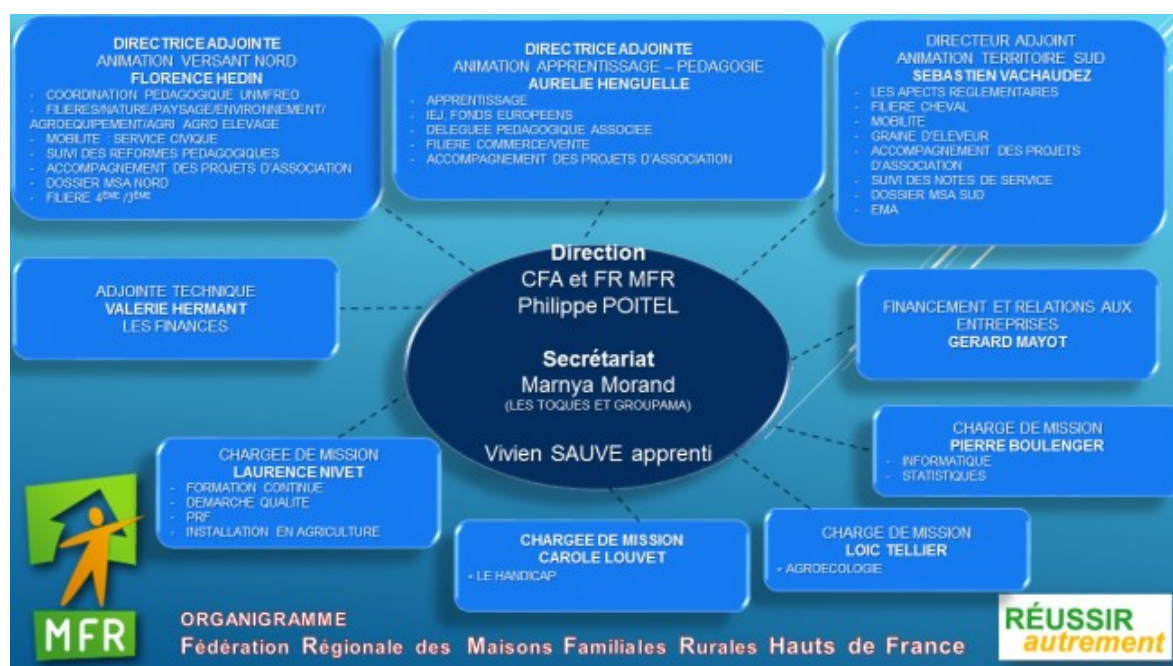 DIRECTRICE ADJOINTE
ANIMATION VERSANT NORD
FLORENCE HEDIN
- COORDINATION PEDAGOGIQUE UNMFREO
- FILIERES/NATURE/PAYSAGE/ENVIRONNEMENT/
AGROEQUIPEMENT/AGRI AGRO ELEVAGE
- MOBILITE : SERVICE CIVIQUE
- SUIVI DES REFORMES PEDAGOGIQUES
- ACCOMPAGNEMENT DES PROJETS D'ASSOCIATION
- DOSSIER MSA NORD
- FILIERE 4ÈME /3ÈME
DIRECTRICE ADJOINTE
ANIMATION APPRENTISSAGE – PEDAGOGIE
AURELIE HENGUELLE
- APPRENTISSAGE
- IEJ, FONDS EUROPEENS
- DELEGUEE PEDAGOGIQUE ASSOCIEE
- FILIERE COMMERCE/VENTE
- ACCOMPAGNEMENT DES PROJETS D'ASSOCIATION
DIRECTEUR ADJOINT
ANIMATION TERRITOIRE SUD
SEBASTIEN VACHAUDEZ
- LES APECTS REGLEMENTAIRES
- FILIERE CHEVAL
- MOBILITE
- GRAINE D'ELEVEUR
- ACCOMPAGNEMENT DES PROJETS
D'ASSOCIATION
- SUIVI DES NOTES DE SERVICE
- DOSSIER MSA SUD
- EMA
ADJOINTE TECHNIQUE
VALERIE HERMANT
LES FINANCES
Direction
CFA et FR MFR
Philippe POITEL
Secrétariat
Marnya Morand
(LES TOQUES ET GROUPAMA)
Vivien SAUVE apprenti
FINANCEMENT ET RELATIONS AUX
ENTREPRISES
GERARD MAYOT
CHARGEE DE MISSION
LAURENCE NIVET
- FORMATION CONTINUE
- DEMARCHE QUALITE
- PRF
- INSTALLATION EN AGRICULTURE
CHARGEE DE MISSION
CAROLE LOUVET
- LE HANDICAP
CHARGE DE MISSION
LOIC TELLIER
- AGROECOLOGIE
CHARGE DE MISSION
PIERRE BOULENGER
- INFORMATIQUE
- STATISTIQUES
MFR
ORGANIGRAMME
Fédération Régionale des Maisons Familiales Rurales Hauts de France
RÉUSSIR
autrement